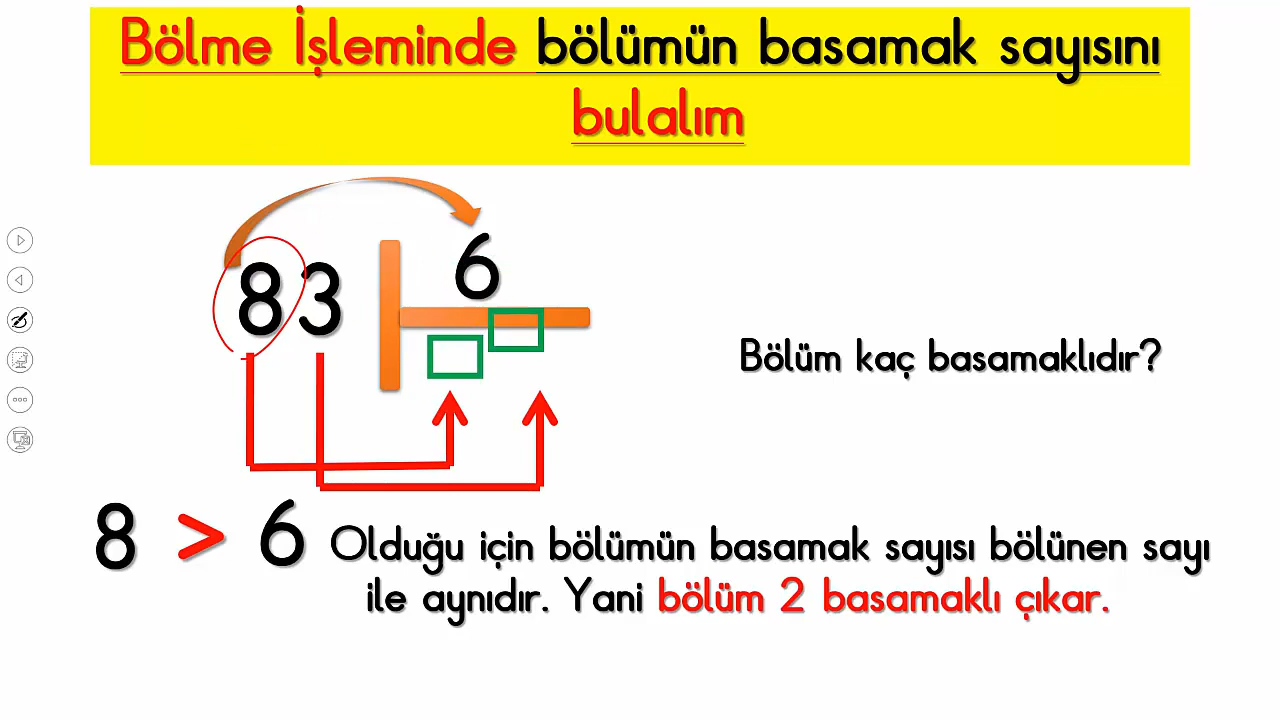 Bölme İşleminde bölümün basamak sayısını
bulalım
83 6
Bölüm kaç basamaklıdır?
8 > 6 Olduğu için bölümün basamak sayısı bölünen sayı
ile aynıdır. Yani bölüm 2 basamaklı çıkar.